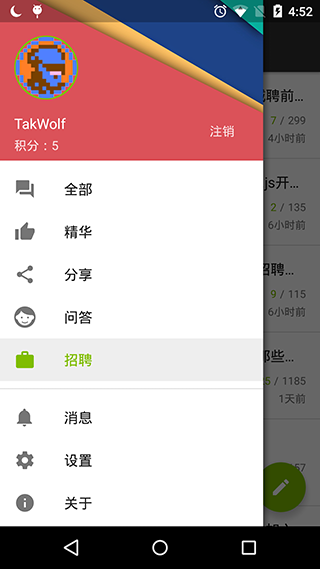 4:52
TakWolf
注销
积分：5
全部
精华
分享
问答
招聘
消息
设置
关于
聘前...
7 / 299
4小时前
js开...
2 / 135
6小时前
招聘...
9 / 115
6小时前
那些...
5 / 1185
1天前